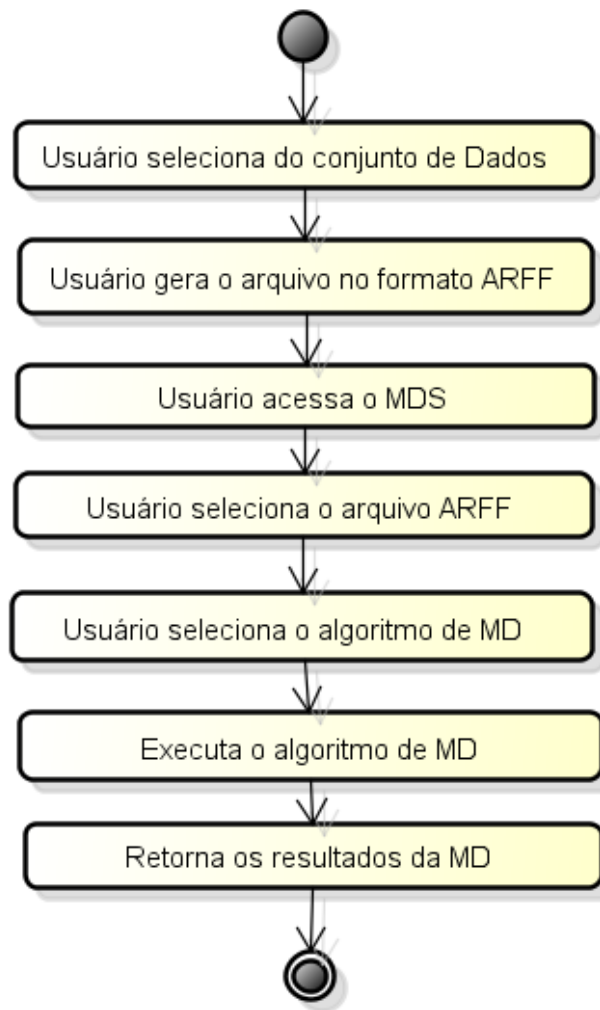 Usuário seleciona do conjunto de Dados
Usuário gera o arquivo no formato ARFF
Usuário acessa o MDS
Usuário seleciona o arquivo ARFF
Usuário seleciona o algoritmo de MD
Executa o algoritmo de MD
Retorna os resultados da MD